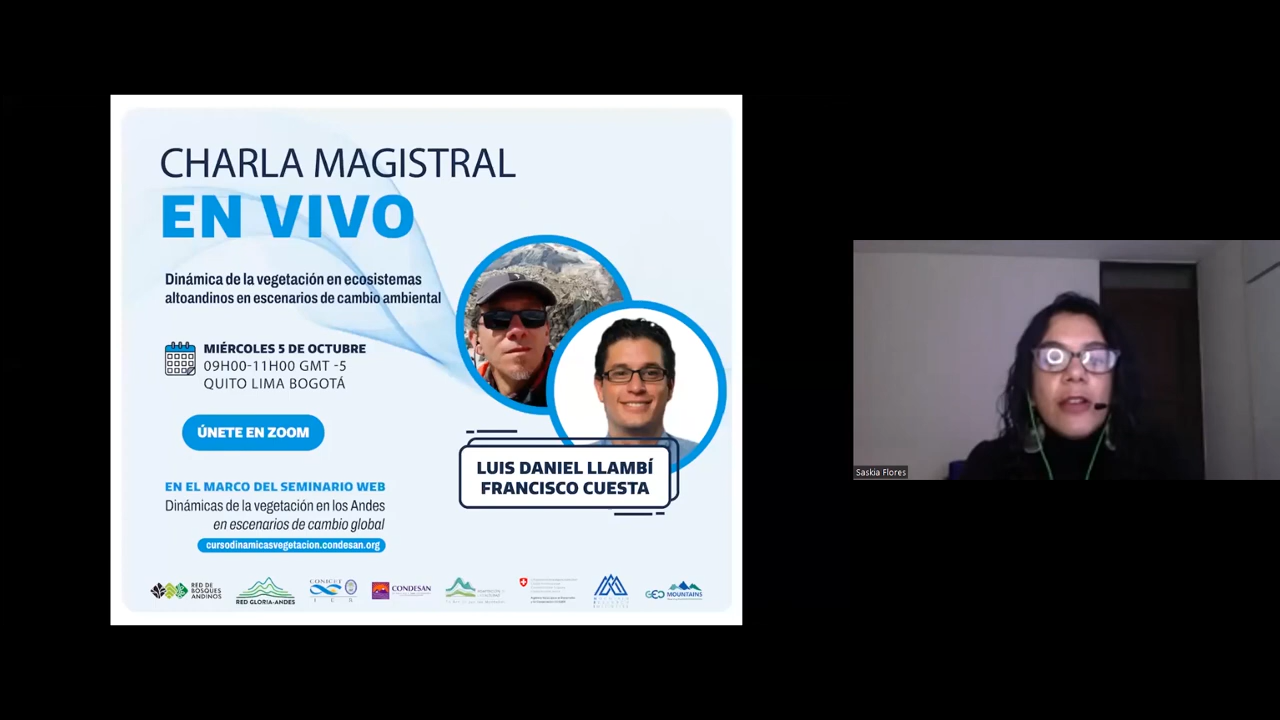 CHARLA MAGISTRAL
EN VIVO
Dinámica de la vegetación en ecosistemas
altoandinos en escenarios de cambio ambiental
MIÉRCOLES 5 DE OCTUBRE
09H00-11H00 GMT -5
QUITO LIMA BOGOTÁ
ÚNETE EN ZOOM
LUIS DANIEL LLAMBÍ
FRANCISCO CUESTA
EN EL MARCO DEL SEMINARIO WEB
Dinámicas de la vegetación en los Andes
en escenarios de cambio global
cursodinamicasvegetacion.condesan.org
RED DE
BOSQUES
ANDINOS
RED GLORIA-ANDES
CONDESAN
GEO MOUNTAINS
Saskia Flores